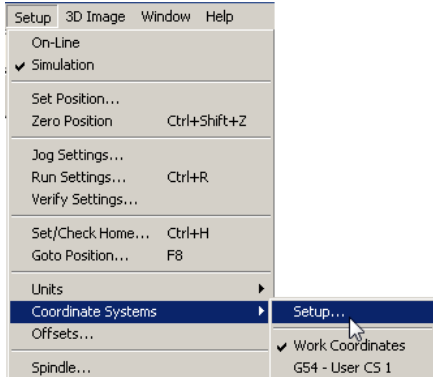 Setup 3D Image Window Help
On-Line
Simulation
Set Position...
Zero Position Ctrl+Shift+Z
Jog Settings...
Run Settings... Ctrl+R
Verify Settings...
Set/Check Home... Ctrl+H
Goto Position... F8
Units
Coordinate Systems
Offsets...
Spindle...
Setup...
Work Coordinates
G54 - User CS 1